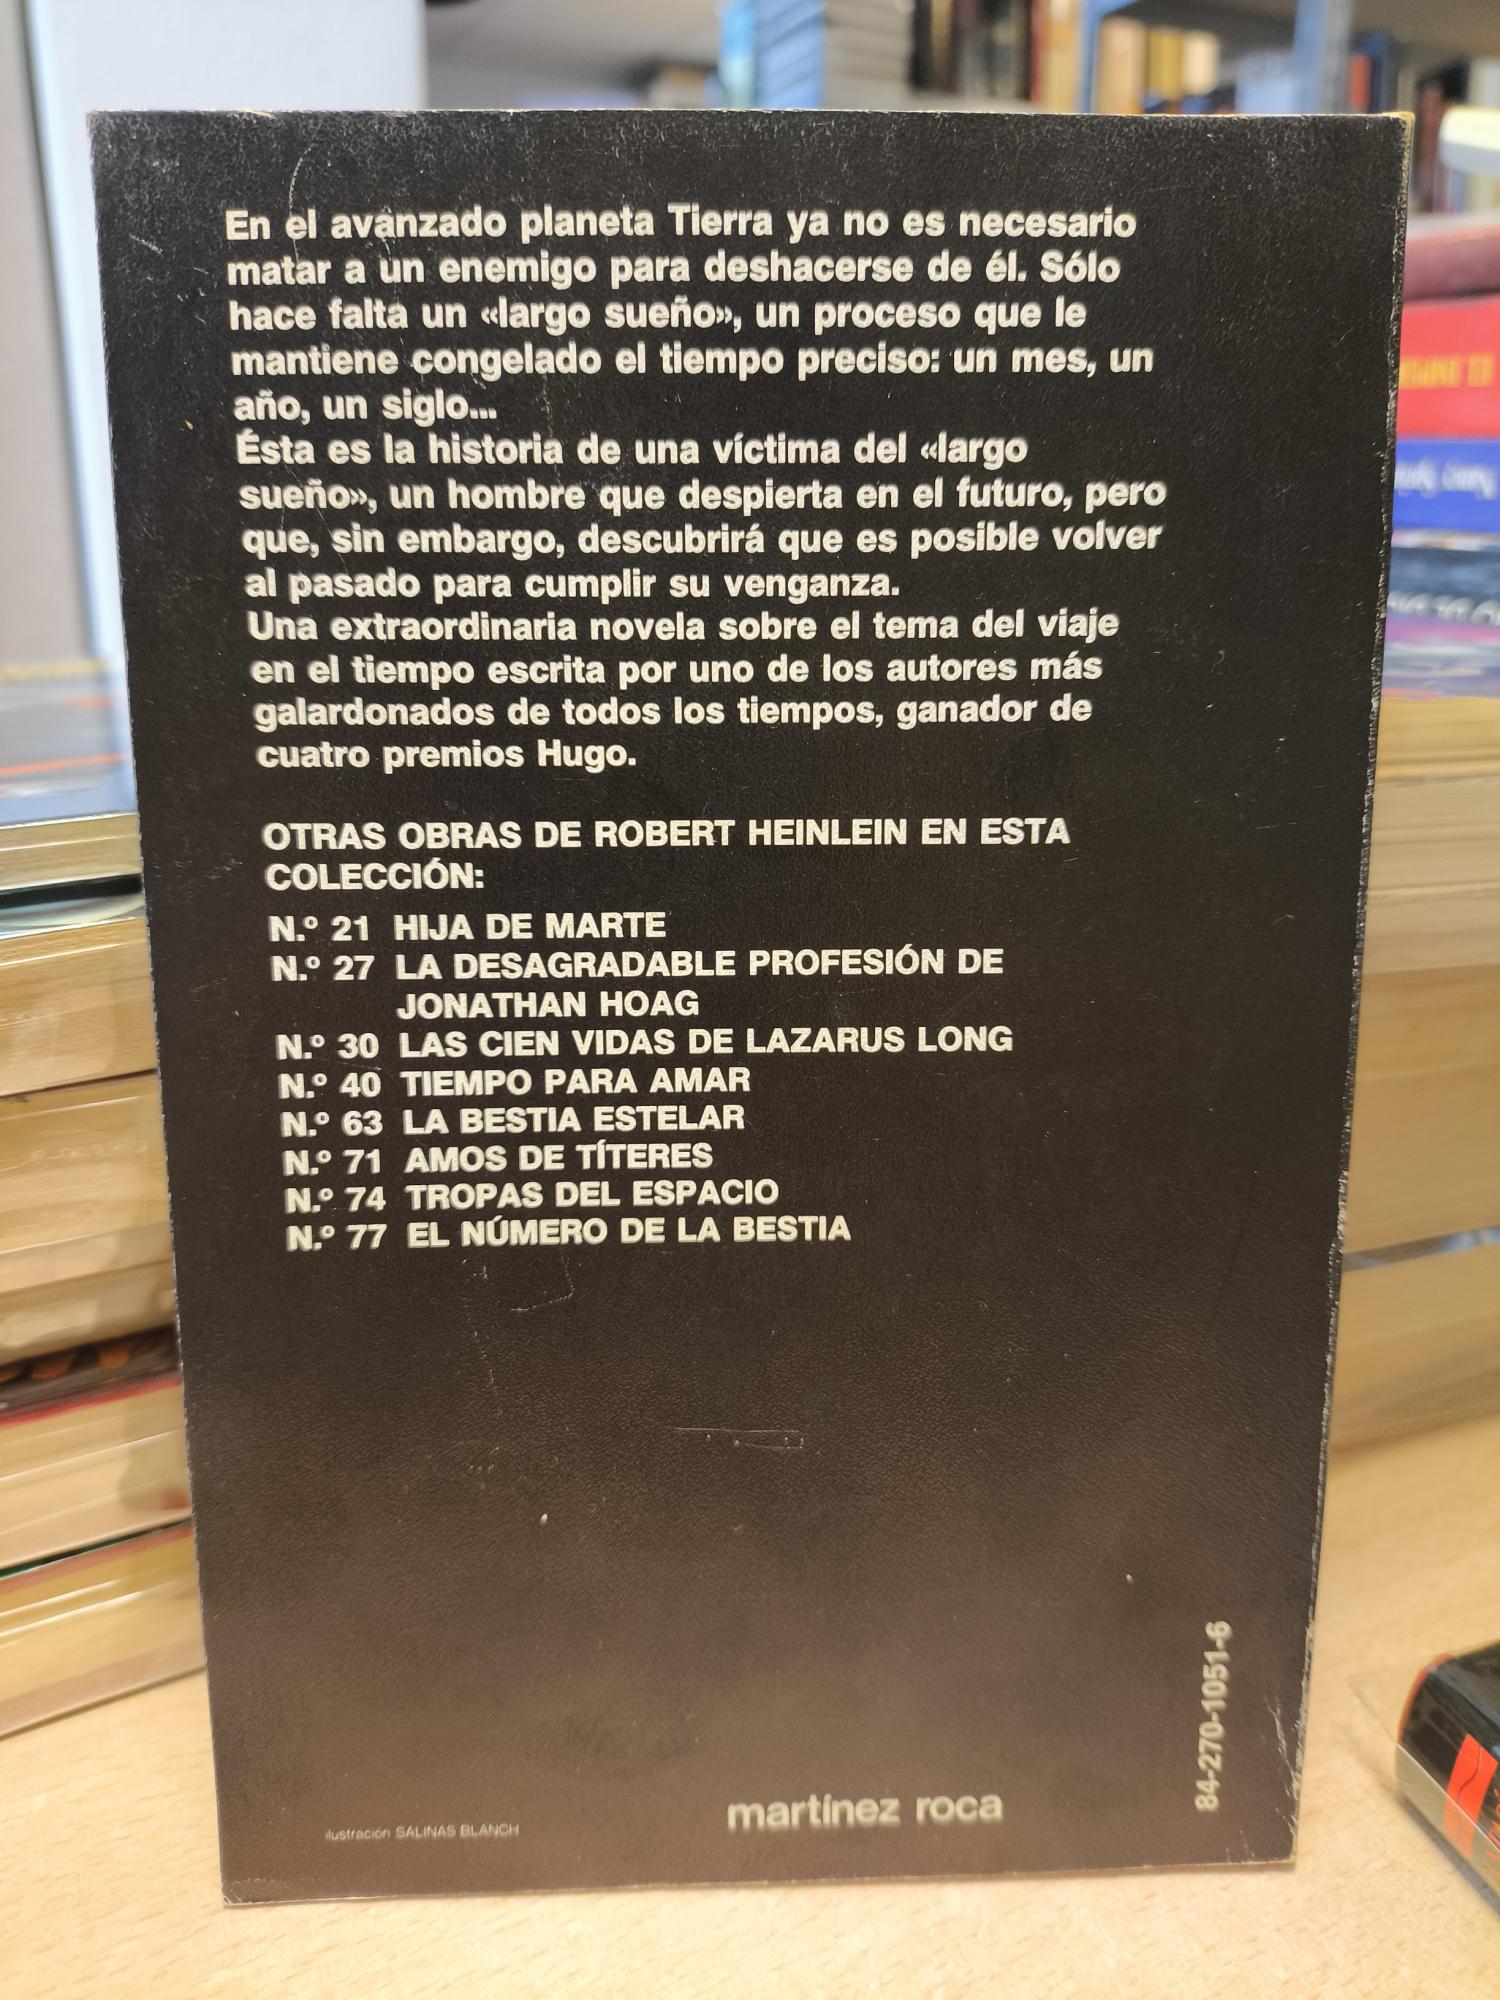 En el avanzado planeta Tierra ya no es necesario
matar a un enemigo para deshacerse de él. Sólo
hace falta un «largo sueño», un proceso que le
mantiene congelado el tiempo preciso: un mes, un
año, un siglo...
Ésta es la historia de una víctima del «largo
sueño», un hombre que despierta en el futuro, pero
que, sin embargo, descubrirá que es posible volver
al pasado para cumplir su venganza.
Una extraordinaria novela sobre el tema del viaje
en el tiempo escrita por uno de los autores más
galardonados de todos los tiempos, ganador de
cuatro premios Hugo.
OTRAS OBRAS DE ROBERT HEINLEIN EN ESTA
COLECCIÓN:
N.º 21 HIJA DE MARTE
N.º 27 LA DESAGRADABLE PROFESIÓN DE
JONATHAN HOAG
N.º 30 LAS CIEN VIDAS DE LAZARUS LONG
N.º 40 TIEMPO PARA AMAR
N.º 63 LA BESTIA ESTELAR
N.º 71 AMOS DE TÍTERES
N.º 74 TROPAS DEL ESPACIO
N.º 77 EL NÚMERO DE LA BESTIA
84-270-1051-6
martínez roca
ilustración SALINAS BLANCH